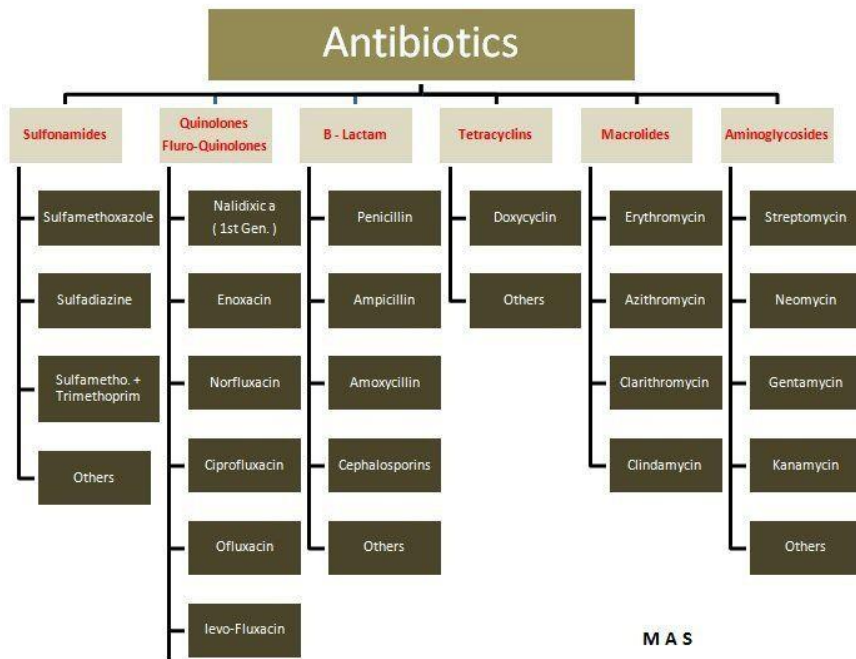 Antibiotics
Sulfonamides
Quinolones
Fluro-Quinolones
B - Lactam
Tetracyclins
Macrolides
Aminoglycosides
Sulfamethoxazole
Sulfadiazine
Sulfametho. +
Trimethoprim
Others
Nalidixic a
( 1st Gen. )
Enoxacin
Norfluxacin
Ciprofluxacin
Ofluxacin
levo-Fluxacin
Penicillin
Ampicillin
Amoxycillin
Cephalosporins
Others
Doxycyclin
Others
Erythromycin
Azithromycin
Clarithromycin
Clindamycin
Streptomycin
Neomycin
Gentamycin
Kanamycin
Others
M A S